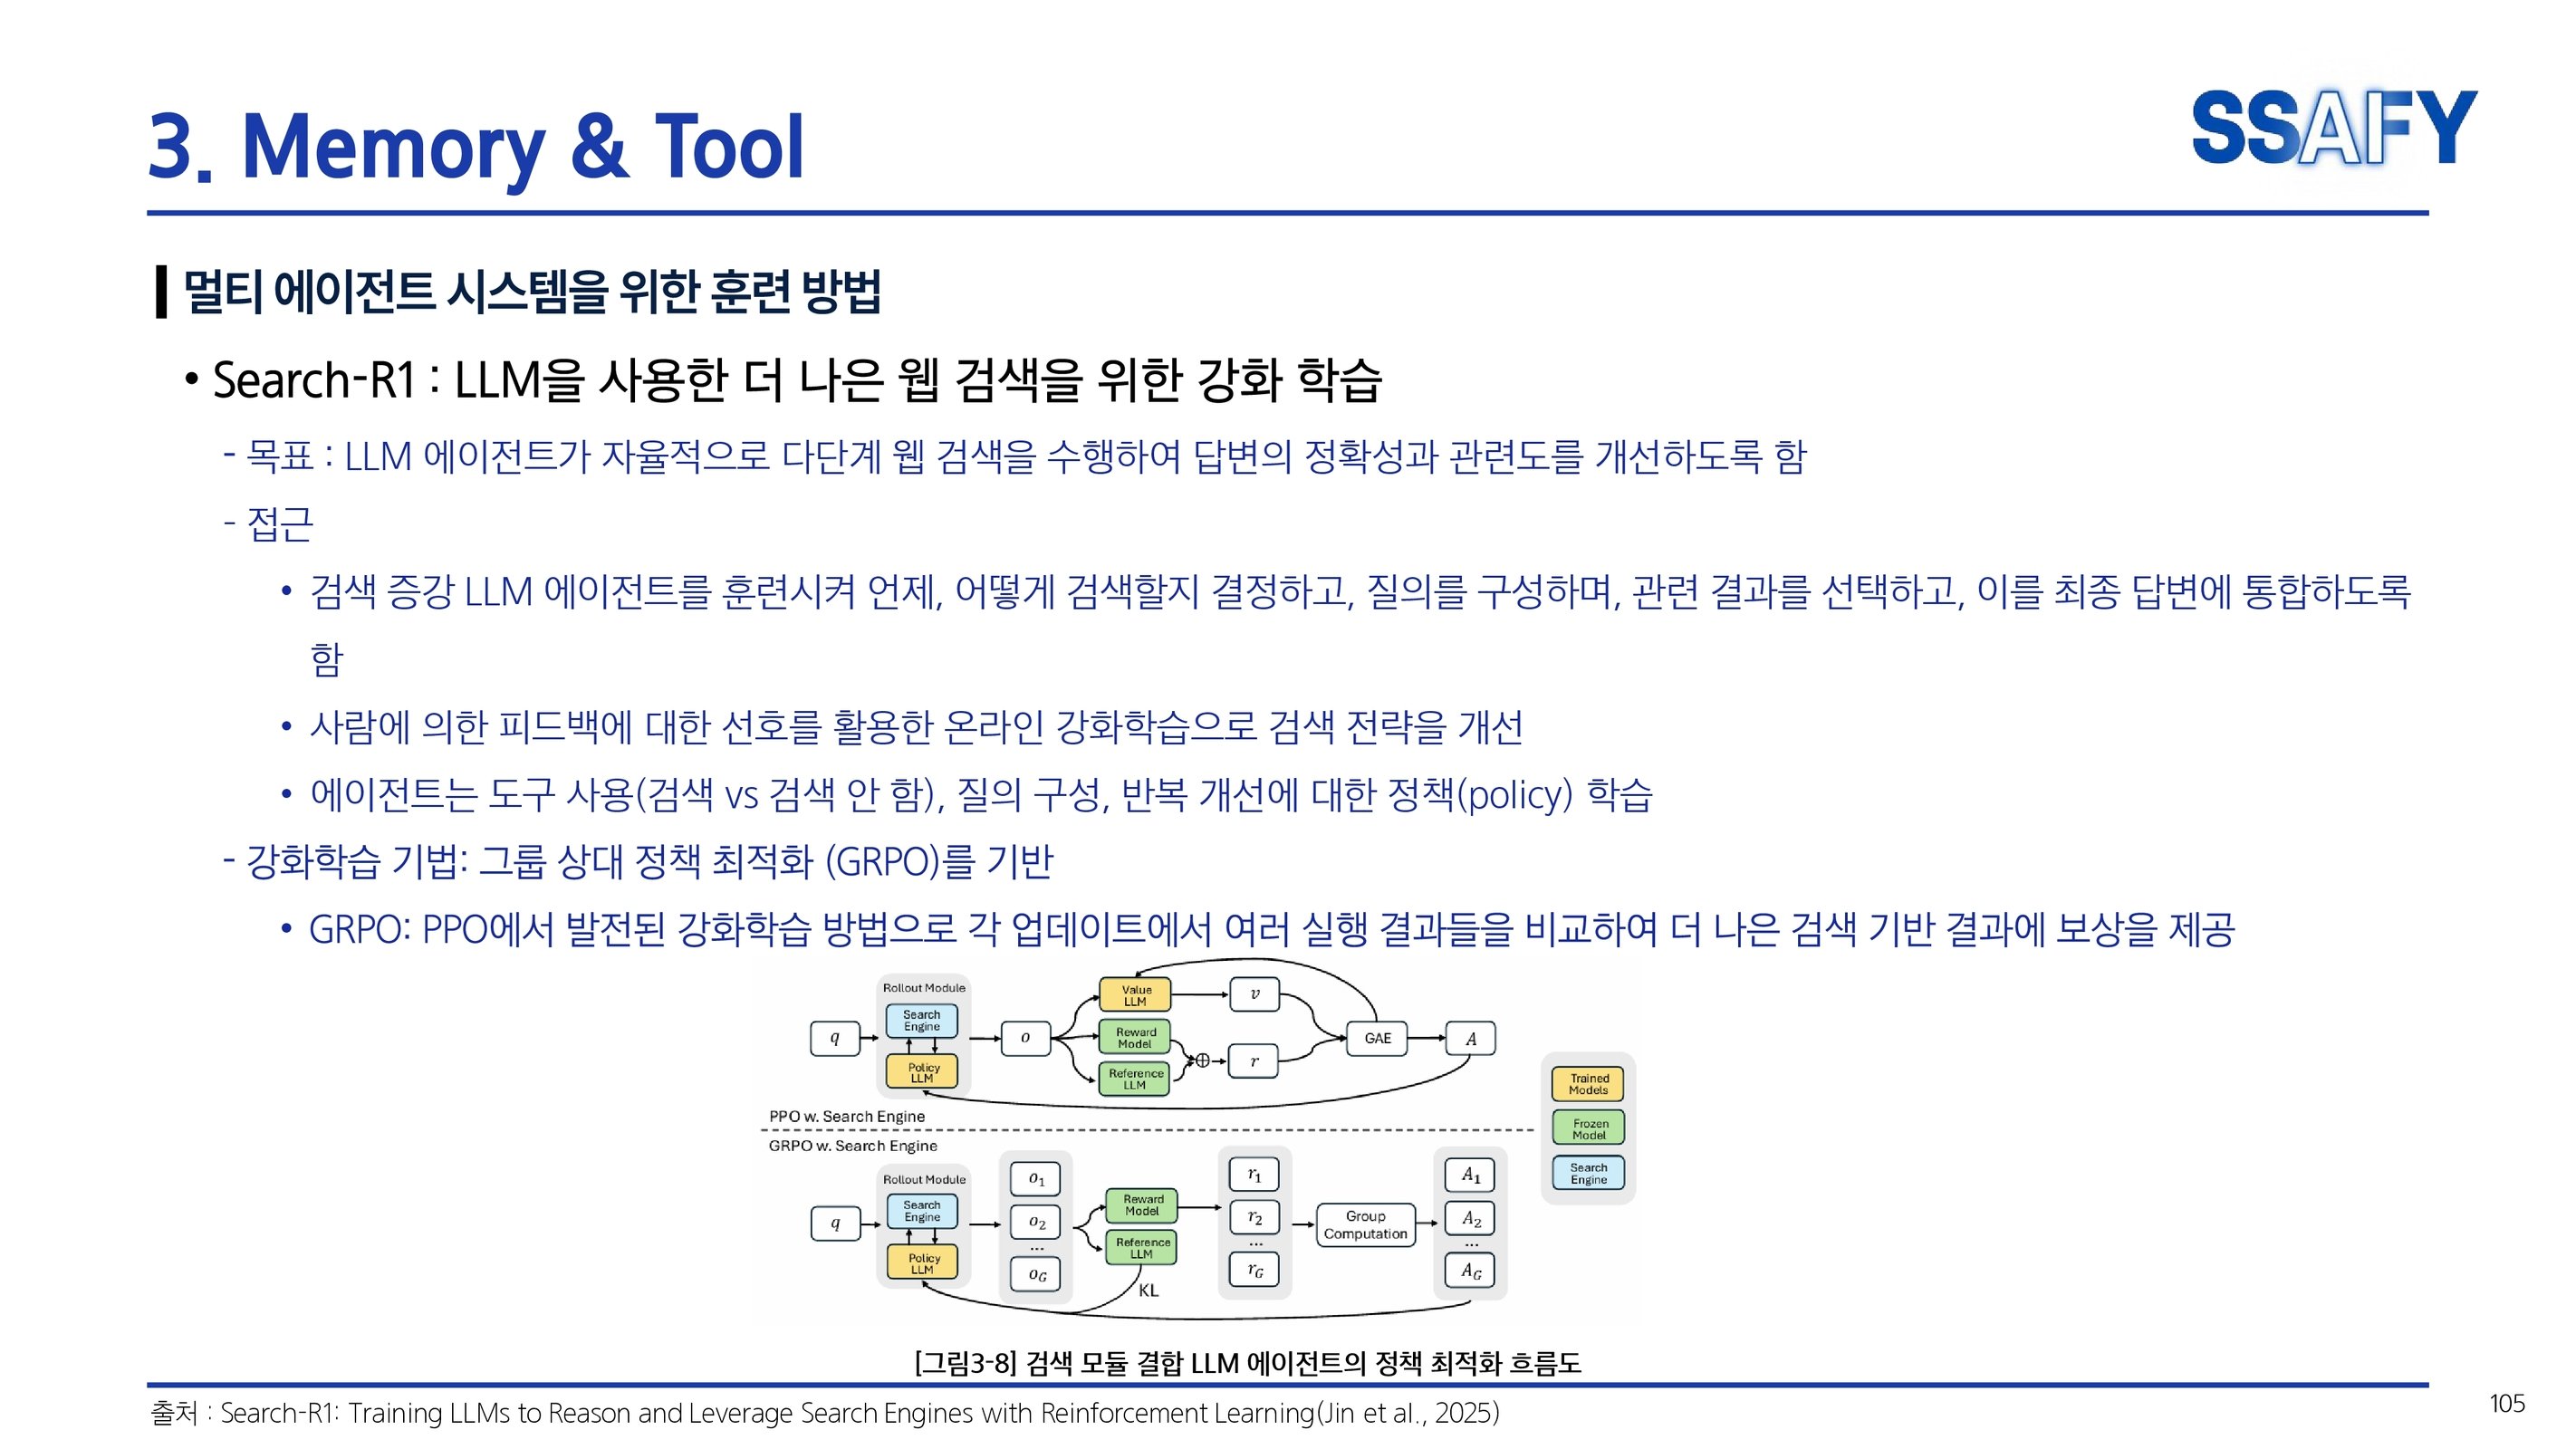 3. Memory & Tool
SSAFY
멀티 에이전트 시스템을 위한 훈련 방법
• Search-R1 : LLM을 사용한 더 나은 웹 검색을 위한 강화 학습
- 목표 : LLM 에이전트가 자율적으로 다단계 웹 검색을 수행하여 답변의 정확성과 관련도를 개선하도록 함
- 접근
• 검색 증강 LLM 에이전트를 훈련시켜 언제, 어떻게 검색할지 결정하고, 질의를 구성하며, 관련 결과를 선택하고, 이를 최종 답변에 통합하도록
함
• 사람에 의한 피드백에 대한 선호를 활용한 온라인 강화학습으로 검색 전략을 개선
• 에이전트는 도구 사용(검색 vs 검색 안 함), 질의 구성, 반복 개선에 대한 정책(policy) 학습
- 강화학습 기법: 그룹 상대 정책 최적화 (GRPO)를 기반
• GRPO: PPO에서 발전된 강화학습 방법으로 각 업데이트에서 여러 실행 결과들을 비교하여 더 나은 검색 기반 결과에 보상을 제공
q
Rollout Module
Search
Engine
Policy
LLM
o
Value
LLM
Reward
Model
Reference
LLM
v
⊕
r
GAE
A
PPO w. Search Engine
GRPO w. Search Engine
q
Rollout Module
Search
Engine
Policy
LLM
o₁
o₂
...
o_G
Reward
Model
Reference
LLM
KL
r₁
r₂
...
r_G
Group
Computation
A₁
A₂
...
A_G
Trained
Models
Frozen
Model
Search
Engine
[그림3-8] 검색 모듈 결합 LLM 에이전트의 정책 최적화 흐름도
출처 : Search-R1: Training LLMs to Reason and Leverage Search Engines with Reinforcement Learning(Jin et al., 2025)
105